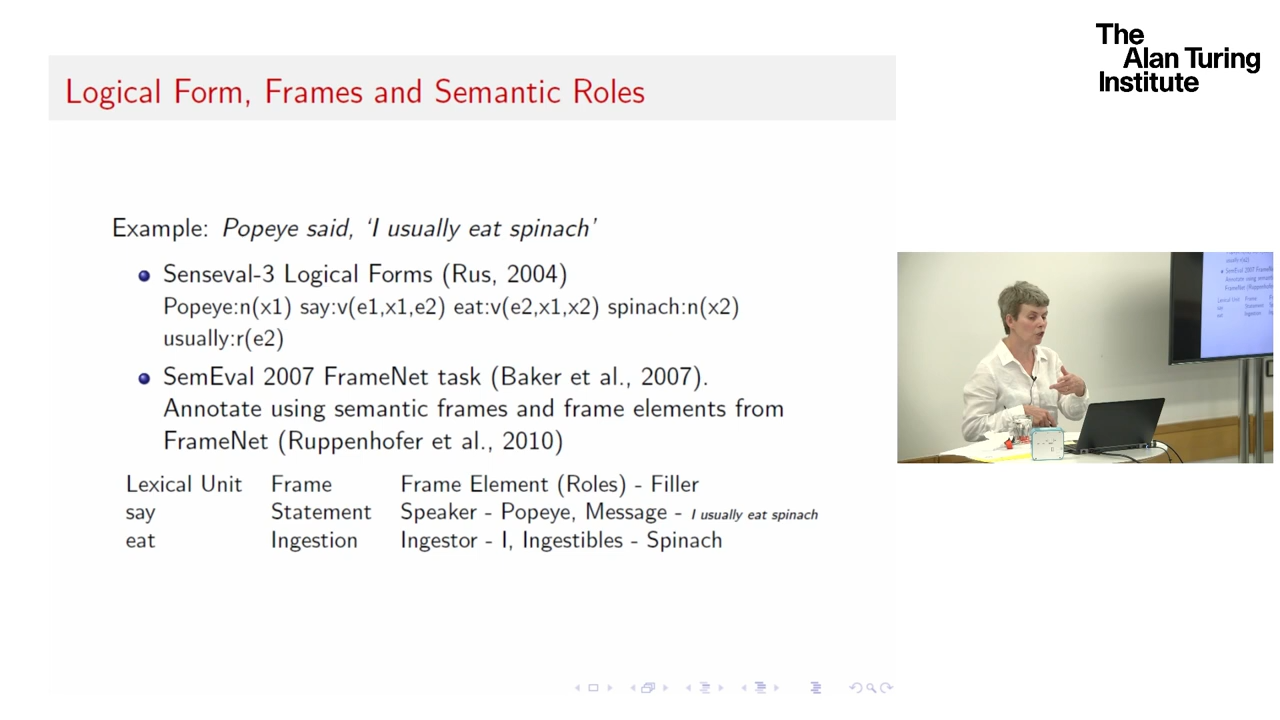 The
Alan Turing
Institute
Logical Form, Frames and Semantic Roles
Example: Popeye said, ‘I usually eat spinach’
Senseval-3 Logical Forms (Rus, 2004)
Popeye:n(x1) say:v(e1,x1,e2) eat:v(e2,x1,x2) spinach:n(x2)
usually:r(e2)
SemEval 2007 FrameNet task (Baker et al., 2007).
Annotate using semantic frames and frame elements from
FrameNet (Ruppenhofer et al., 2010)
Lexical Unit Frame Frame Element (Roles) - Filler
say Statement Speaker - Popeye, Message - I usually eat spinach
eat Ingestion Ingestor - I, Ingestibles - Spinach